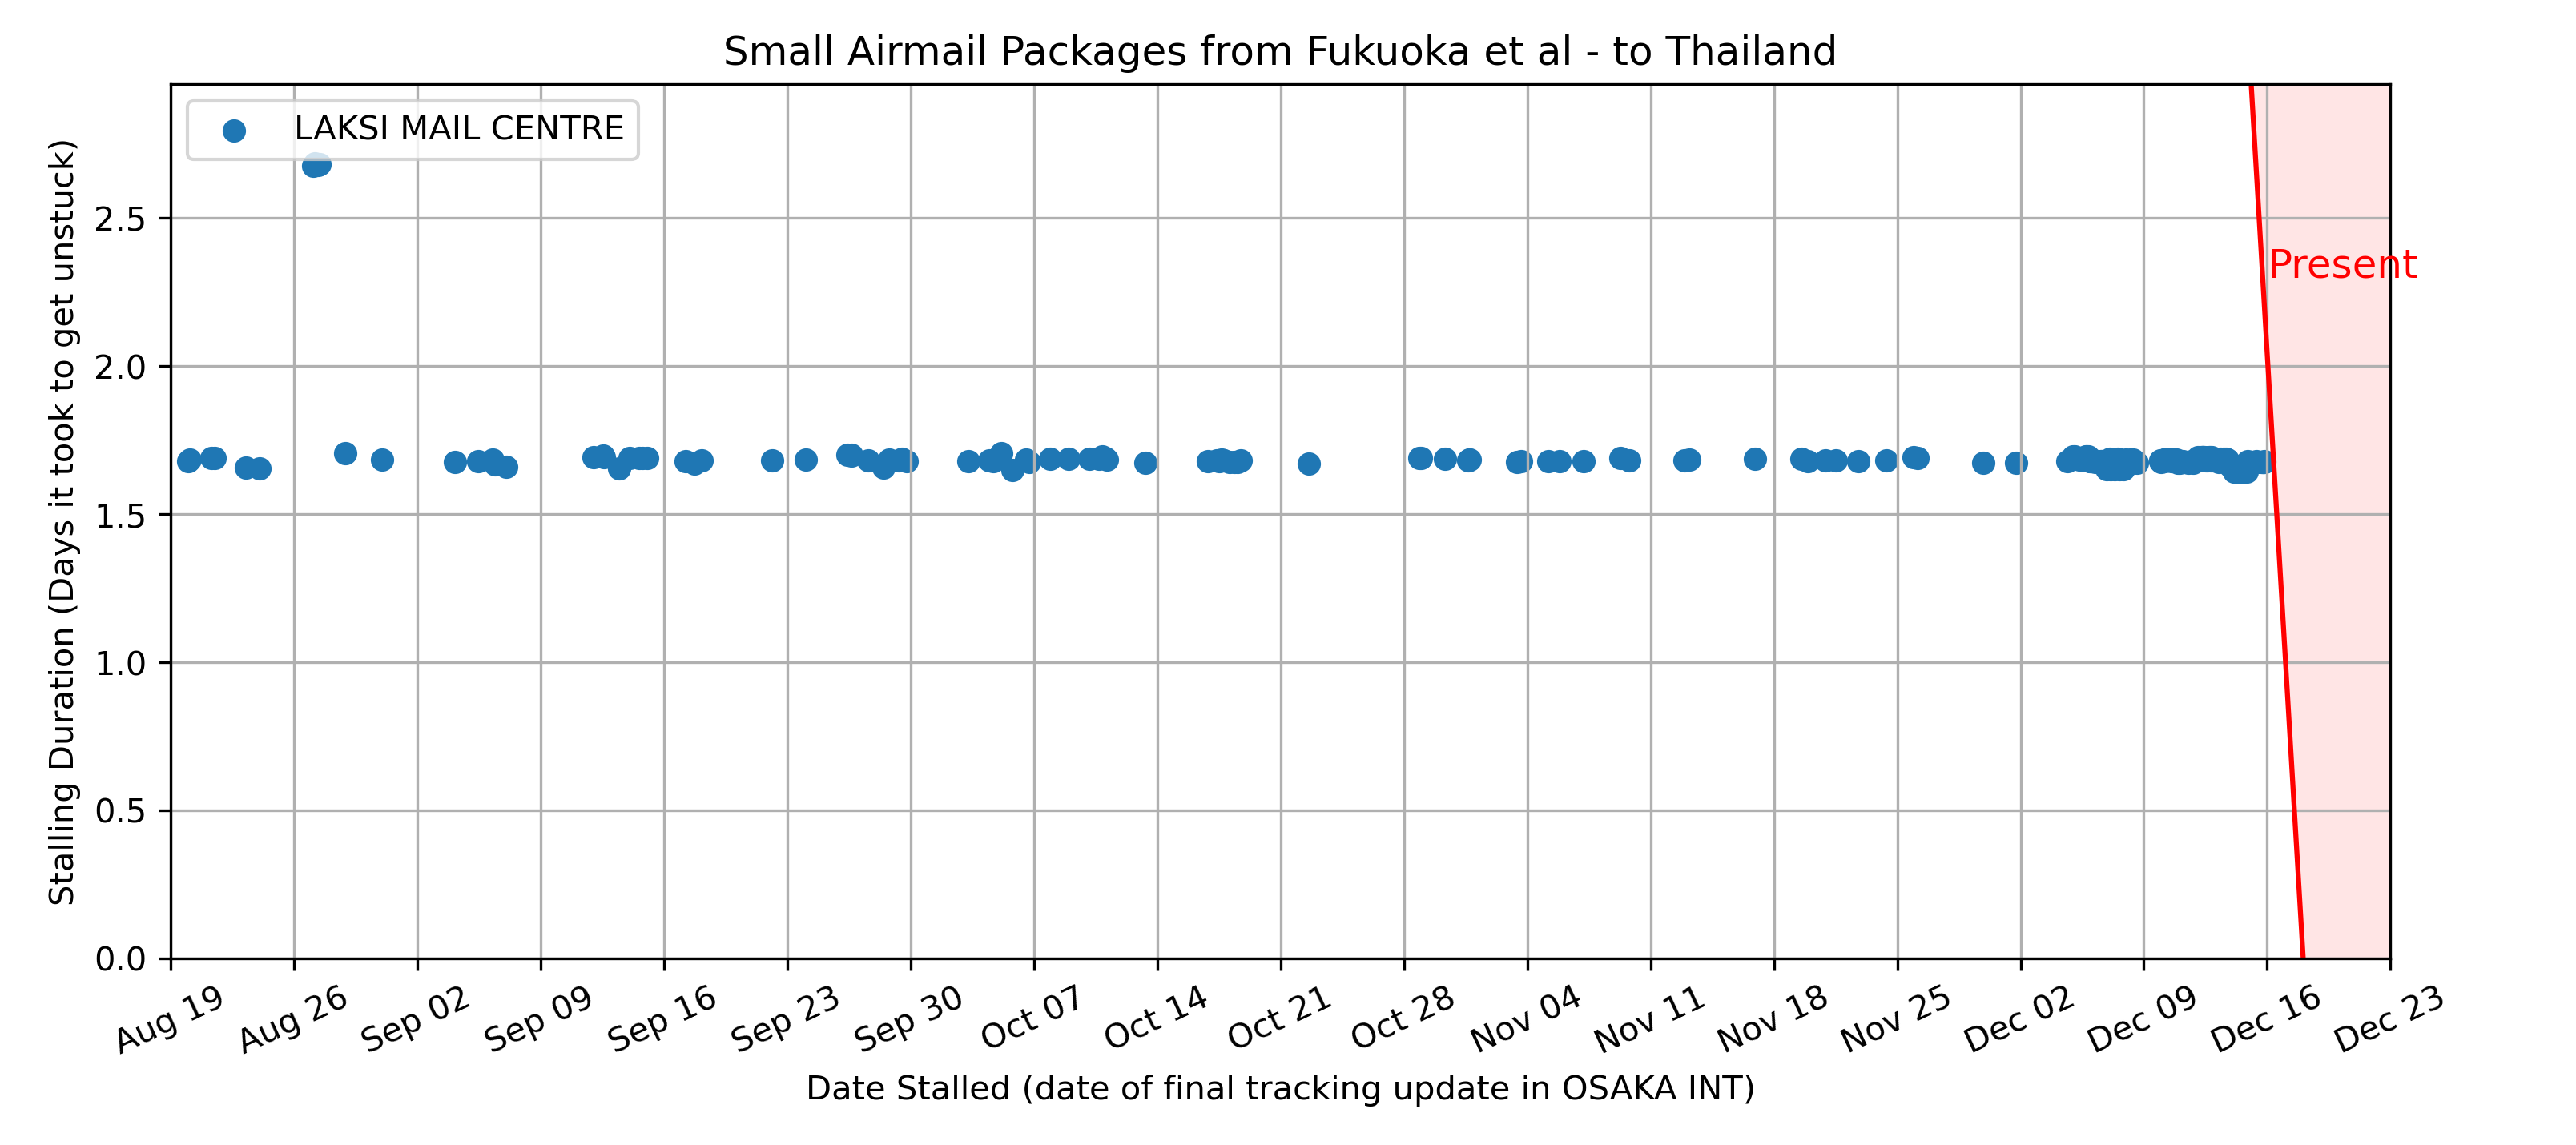 Small Airmail Packages from Fukuoka et al - to Thailand
LAKSI MAIL CENTRE
Present
Stalling Duration (Days it took to get unstuck)
2.5
2.0
1.5
1.0
0.5
0.0
Aug 19
Aug 26
Sep 02
Sep 09
Sep 16
Sep 23
Sep 30
Oct 07
Oct 14
Oct 21
Oct 28
Nov 04
Nov 11
Nov 18
Nov 25
Dec 02
Dec 09
Dec 16
Dec 23
Date Stalled (date of final tracking update in OSAKA INT)